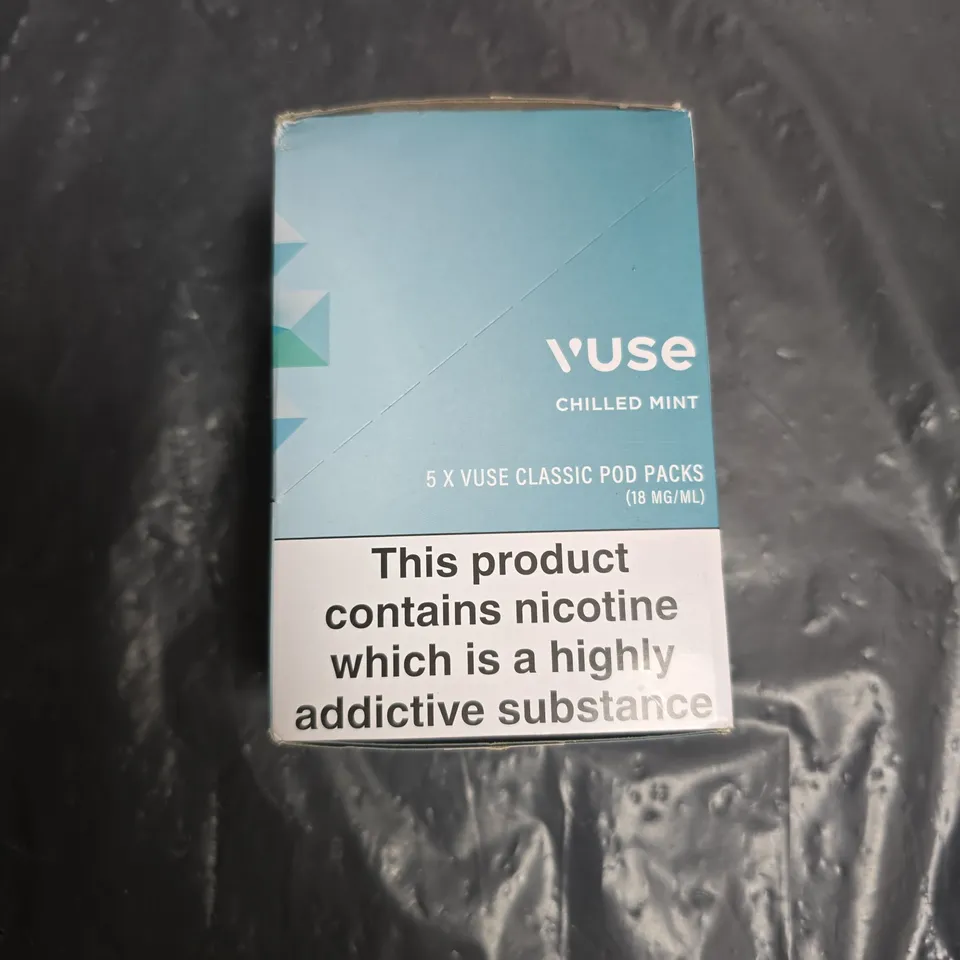 vuse
CHILLED MINT
5 X VUSE CLASSIC POD PACKS
(18 MG/ML)
This product
contains nicotine
which is a highly
addictive substance